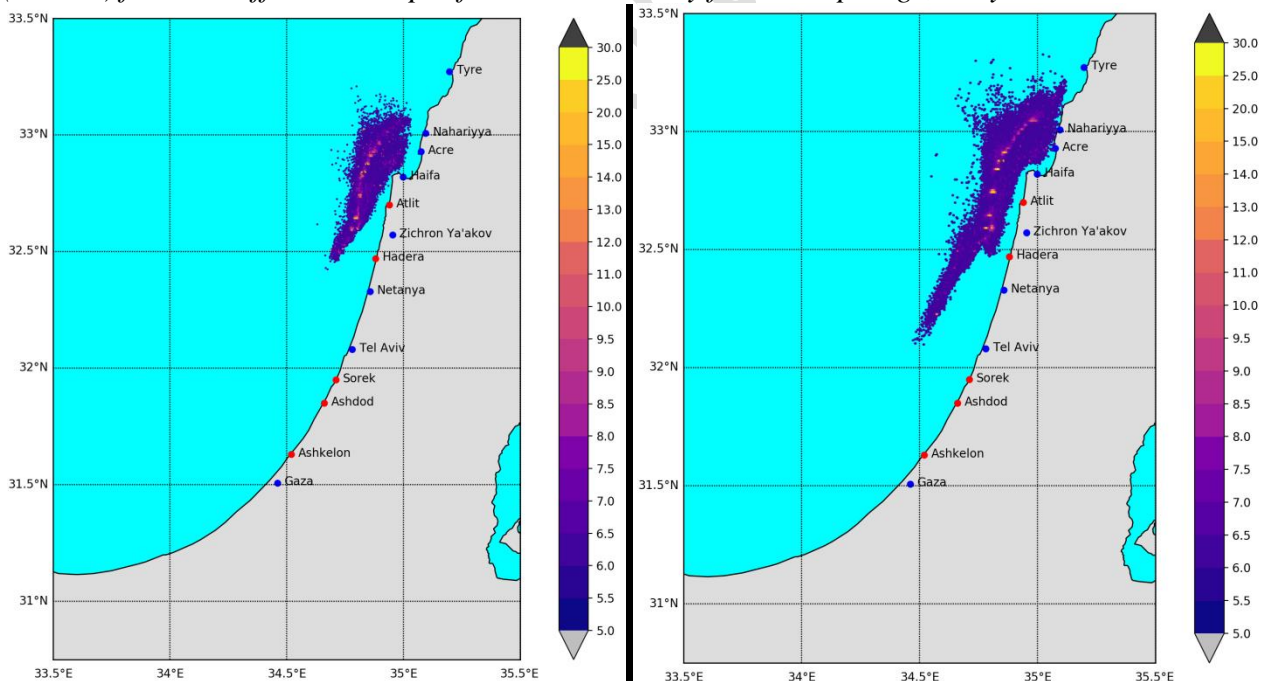 33.5°N
33°N
32.5°N
32°N
31.5°N
31°N
33.5°E 34°E 34.5°E 35°E 35.5°E
Tyre
Nahariyya
Acre
Haifa
Atlit
Zichron Ya'akov
Hadera
Netanya
Tel Aviv
Sorek
Ashdod
Ashkelon
Gaza
30.0
25.0
20.0
16.0
14.0
13.0
12.0
11.0
10.0
9.5
9.0
8.5
8.0
7.5
7.0
6.5
6.0
5.5
5.0
33.5°N
33°N
32.5°N
32°N
31.5°N
31°N
33.5°E 34°E 34.5°E 35°E 35.5°E
Tyre
Nahariyya
Acre
Haifa
Atlit
Zichron Ya'akov
Hadera
Netanya
Tel Aviv
Sorek
Ashdod
Ashkelon
Gaza
30.0
25.0
20.0
16.0
14.0
13.0
12.0
11.0
10.0
9.5
9.0
8.5
8.0
7.5
7.0
6.5
6.0
5.5
5.0